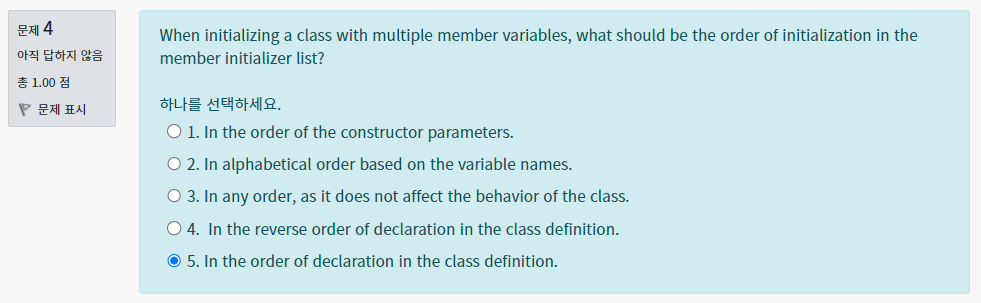 문제 4
아직 답하지 않음
총 1.00 점
문제 표시
When initializing a class with multiple member variables, what should be the order of initialization in the
member initializer list?
하나를 선택하세요.
1. In the order of the constructor parameters.
2. In alphabetical order based on the variable names.
3. In any order, as it does not affect the behavior of the class.
4. In the reverse order of declaration in the class definition.
5. In the order of declaration in the class definition.